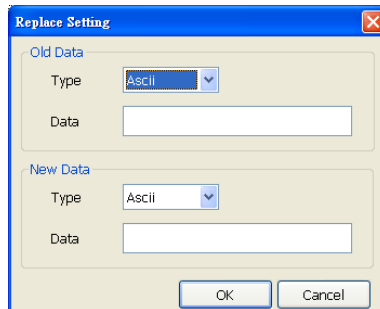 Replace Setting
Old Data
Type Ascii
Data
New Data
Type Ascii
Data
OK Cancel